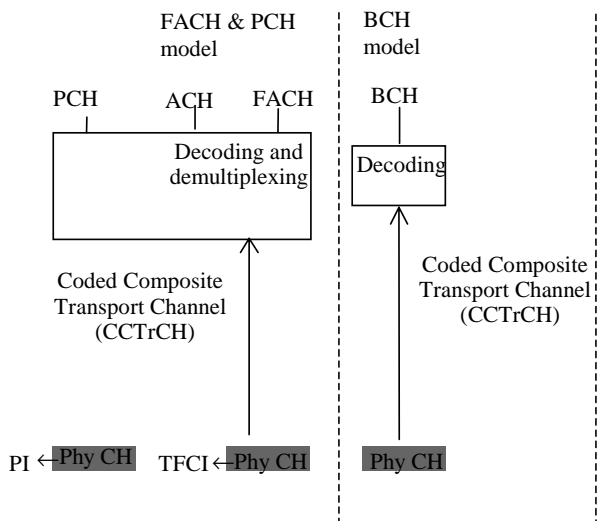 FACH & PCH
model
PCH
ACH
FACH
Decoding and
demultiplexing
Coded Composite
Transport Channel
(CCTrCH)
PI
Phy CH
TFCI
Phy CH
BCH
model
BCH
Decoding
Coded Composite
Transport Channel
(CCTrCH)
Phy CH